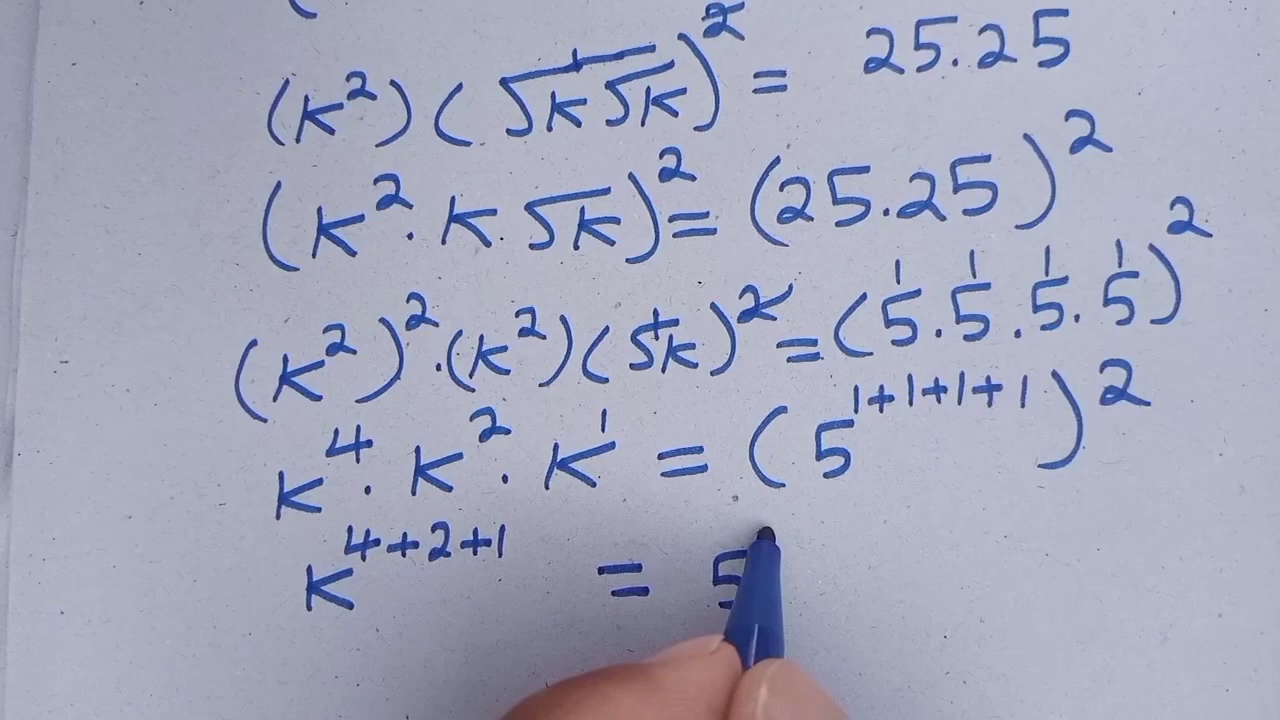 (K²)(√K√K)² = 25.25
(K².K.√K)² = (25.25)²
(K²)².(K²)(√K)² = (5¹.5¹.5¹.5¹)²
K⁴.K².K¹ = (5¹⁺¹⁺¹⁺¹)²
K⁴⁺²⁺¹ = 5